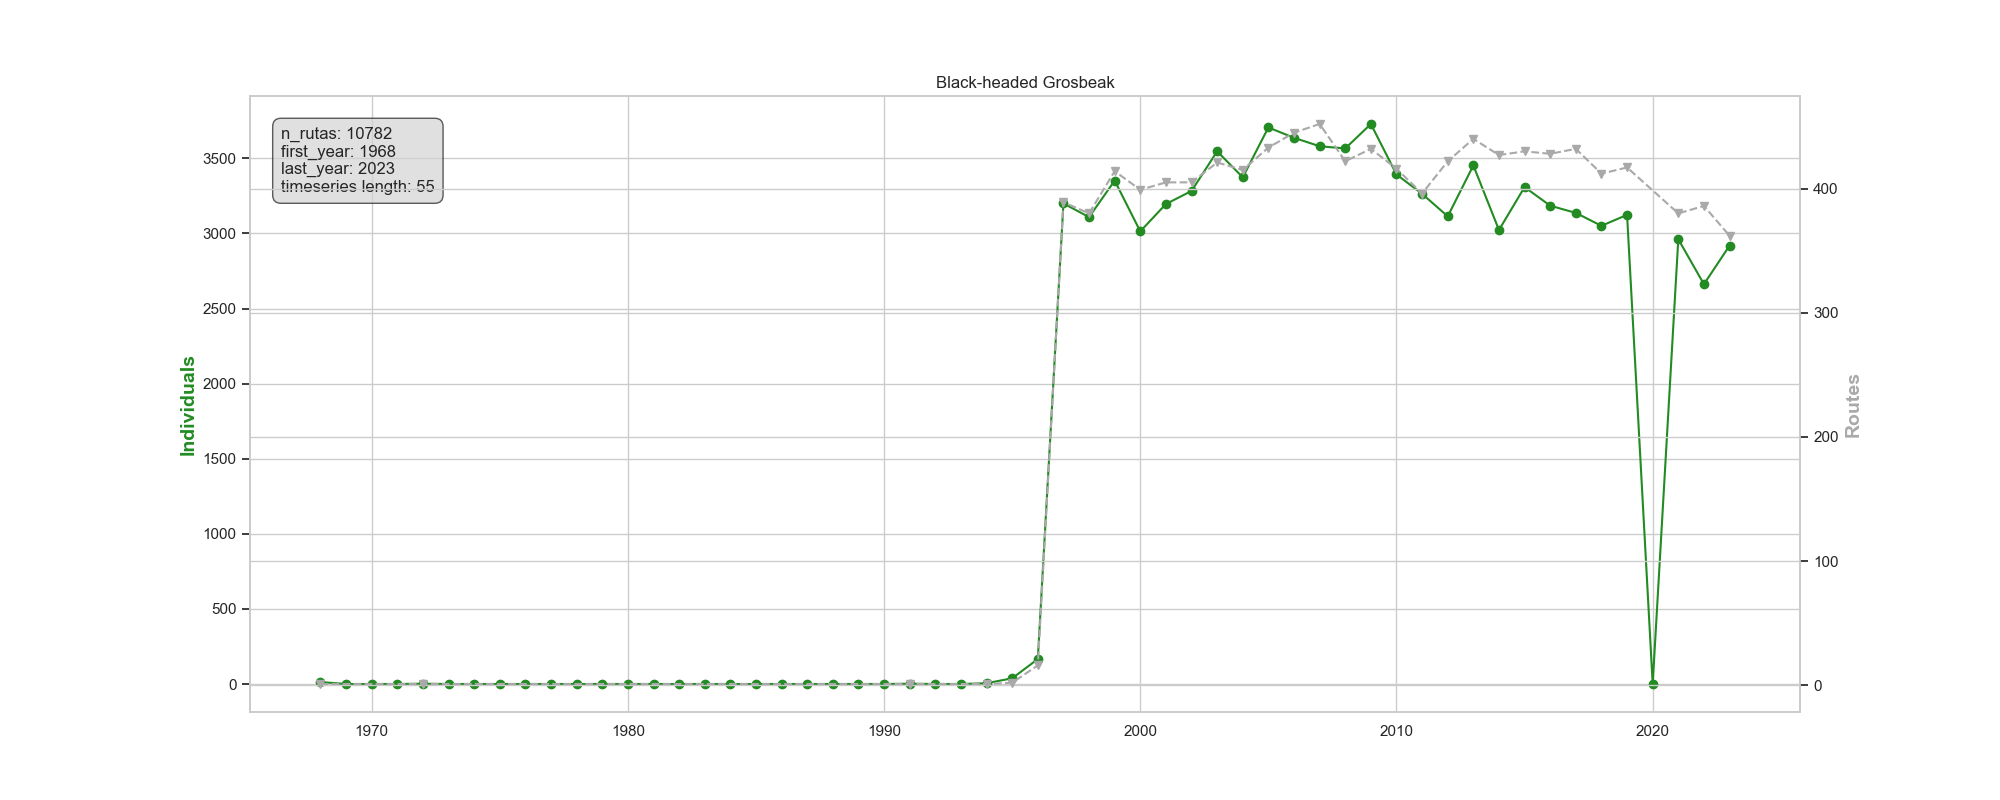 Black-headed Grosbeak
n_rutas: 10782
first_year: 1968
last_year: 2023
timeseries length: 55
3500
3000
2500
2000
1500
1000
500
0
Individuals
400
300
200
100
0
Routes
1970
1980
1990
2000
2010
2020